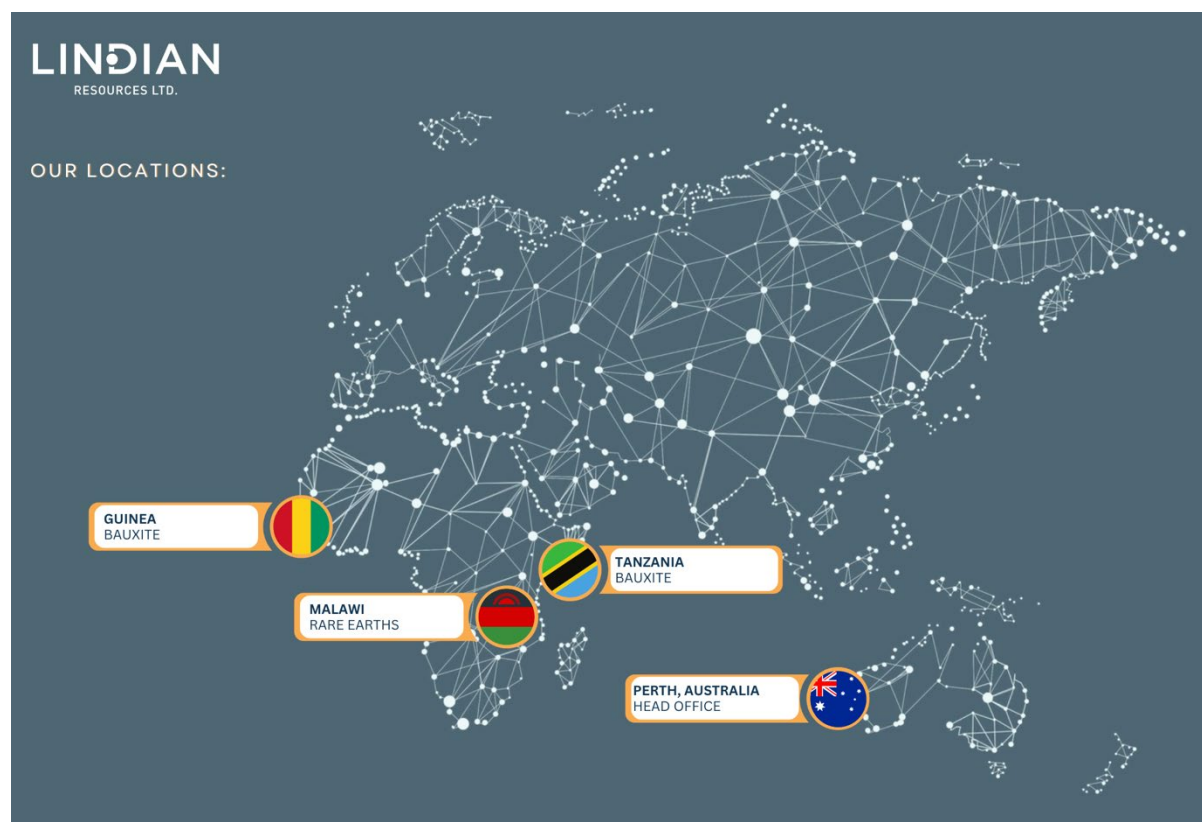 LINDIAN
RESOURCES LTD.
OUR LOCATIONS:
GUINEA
BAUXITE
TANZANIA
BAUXITE
MALAWI
RARE EARTHS
PERTH, AUSTRALIA
HEAD OFFICE